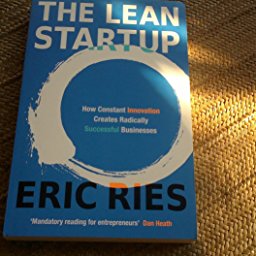 THE LEAN
STARTUP
How Constant Innovation
Creates Radically
Successful Businesses
ERIC RIES
'Mandatory reading for entrepreneurs' Dan Heath